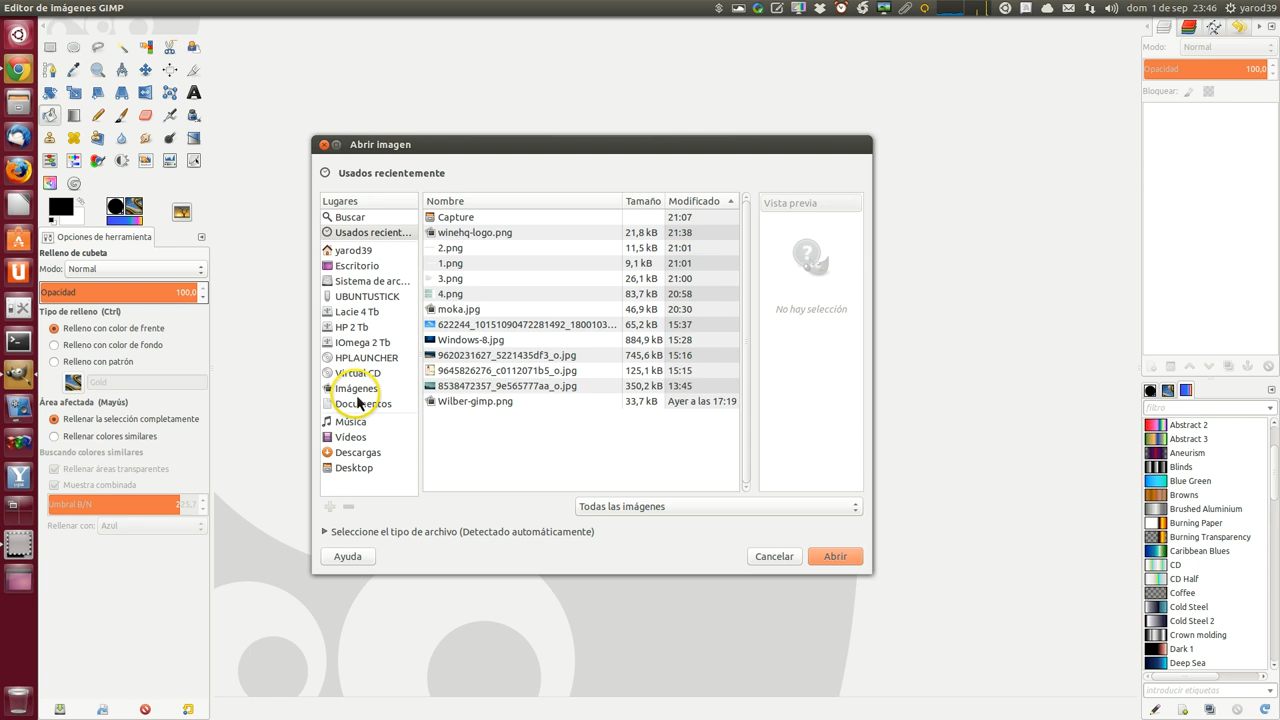 Editor de imágenes GIMP
dom 1 de sep 23:46 yarod39
Abrir imagen
Usados recientemente
Lugares
Buscar
Usados recient...
yarod39
Escritorio
Sistema de arc...
UBUNTUSTICK
Lacie 4 Tb
HP 2 Tb
IOmega 2 Tb
HPLAUNCHER
Virtual CD
Imágenes
Documentos
Música
Vídeos
Descargas
Desktop
Nombre Tamaño Modificado
Capture 21:07
winehq-logo.png 21,8 kB 21:38
2.png 11,5 kB 21:01
1.png 9,1 kB 21:01
3.png 26,1 kB 21:00
4.png 83,7 kB 20:58
moka.jpg 46,9 kB 20:30
622244_10151090472281492_1800103... 65,2 kB 15:37
Windows-8.jpg 884,9 kB 15:28
9620231627_5221435df3_o.jpg 745,6 kB 15:16
9645826276_c0112071b5_o.jpg 125,1 kB 15:15
8538472357_9e565777aa_o.jpg 350,2 kB 13:45
Wilber-gimp.png 33,7 kB Ayer a las 17:19
Vista previa
No hay selección
Todas las imágenes
Seleccione el tipo de archivo (Detectado automáticamente)
Ayuda
Cancelar
Abrir
Opciones de herramienta
Relleno de cubeta
Modo: Normal
Opacidad 100,0
Tipo de relleno (Ctrl)
Relleno con color de frente
Relleno con color de fondo
Relleno con patrón
Gold
Área afectada (Mayús)
Rellenar la selección completamente
Rellenar colores similares
Buscando colores similares
Rellenar áreas transparentes
Muestra combinada
Umbral B/N
Rellenar con: Azul
Modo: Normal
Opacidad 100,0
Bloquear:
filtro
Abstract 2
Abstract 3
Aneurism
Blinds
Blue Green
Browns
Brushed Aluminium
Burning Paper
Burning Transparency
Caribbean Blues
CD
CD Half
Coffee
Cold Steel
Cold Steel 2
Crown molding
Dark 1
Deep Sea
introducir etiquetas